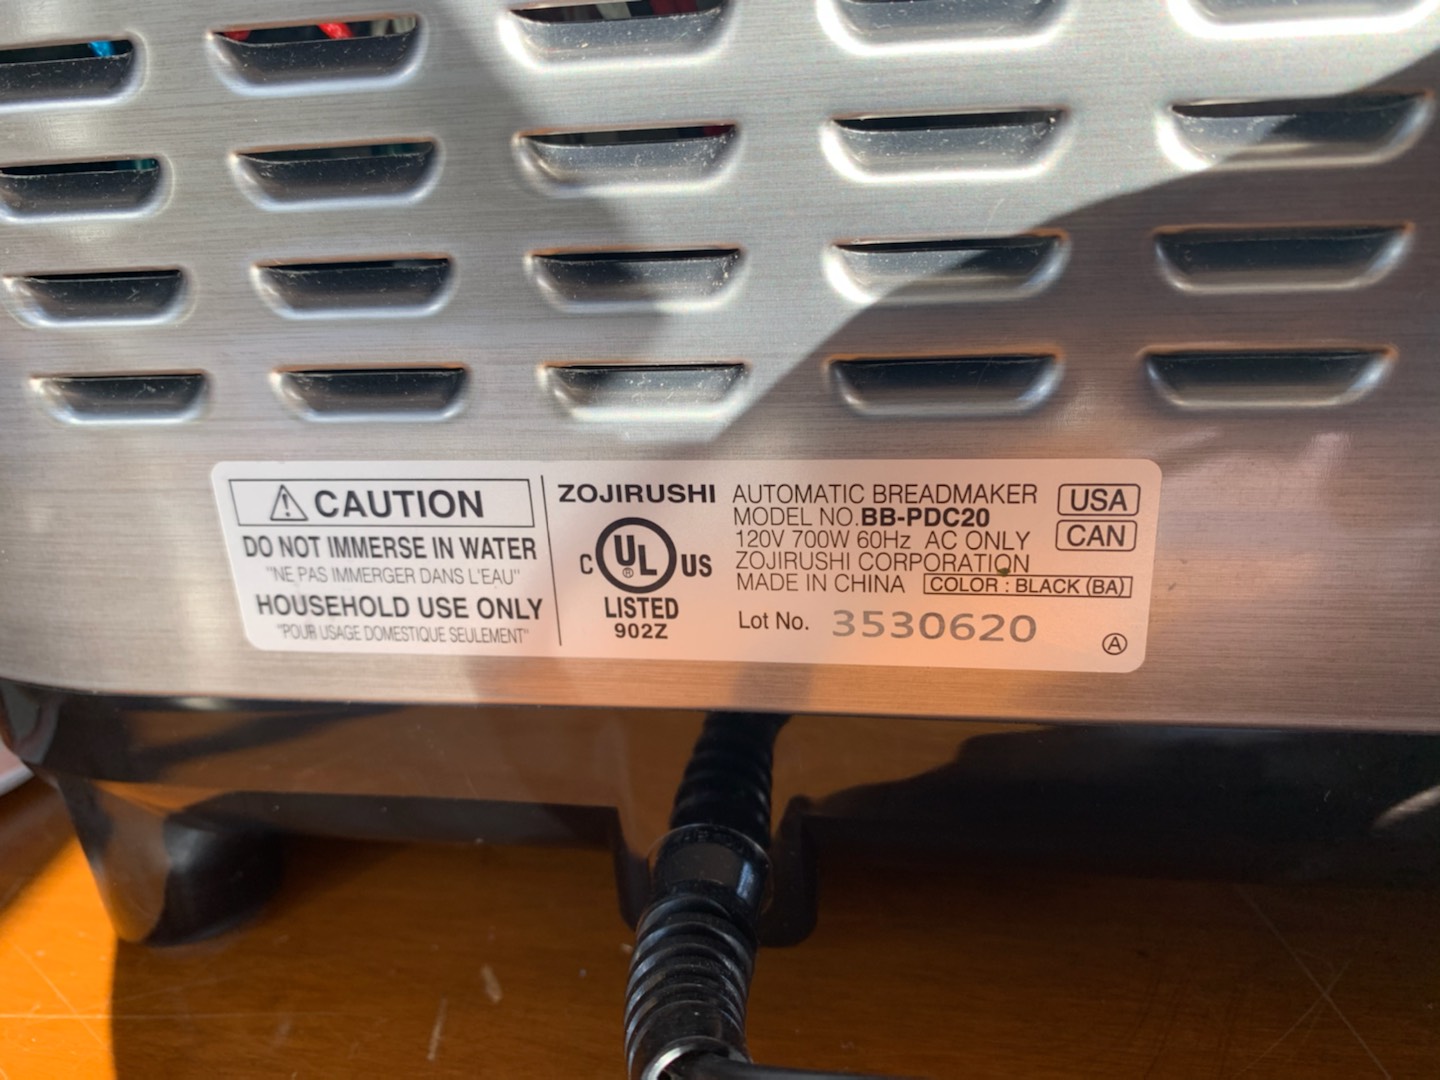 CAUTION
DO NOT IMMERSE IN WATER
"NE PAS IMMERGER DANS L'EAU"
HOUSEHOLD USE ONLY
"POUR USAGE DOMESTIQUE SEULEMENT"
ZOJIRUSHI
C UL US
®
LISTED
902Z
AUTOMATIC BREADMAKER
MODEL NO.BB-PDC20
120V 700W 60Hz AC ONLY
ZOJIRUSHI CORPORATION
MADE IN CHINA COLOR : BLACK (BA)
Lot No. 3530620
USA
CAN
A